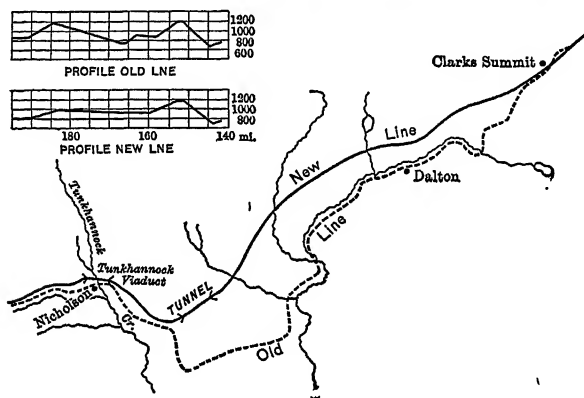 1200
1000
800
600
PROFILE OLD LNE
1200
1000
800
180 160 140 mi.
PROFILE NEW LNE
Clarks Summit
New Line
Dalton
Line
Tunkhannock
Tunkhannock
Viaduct
TUNNEL
Nicholson
Cr.
Old